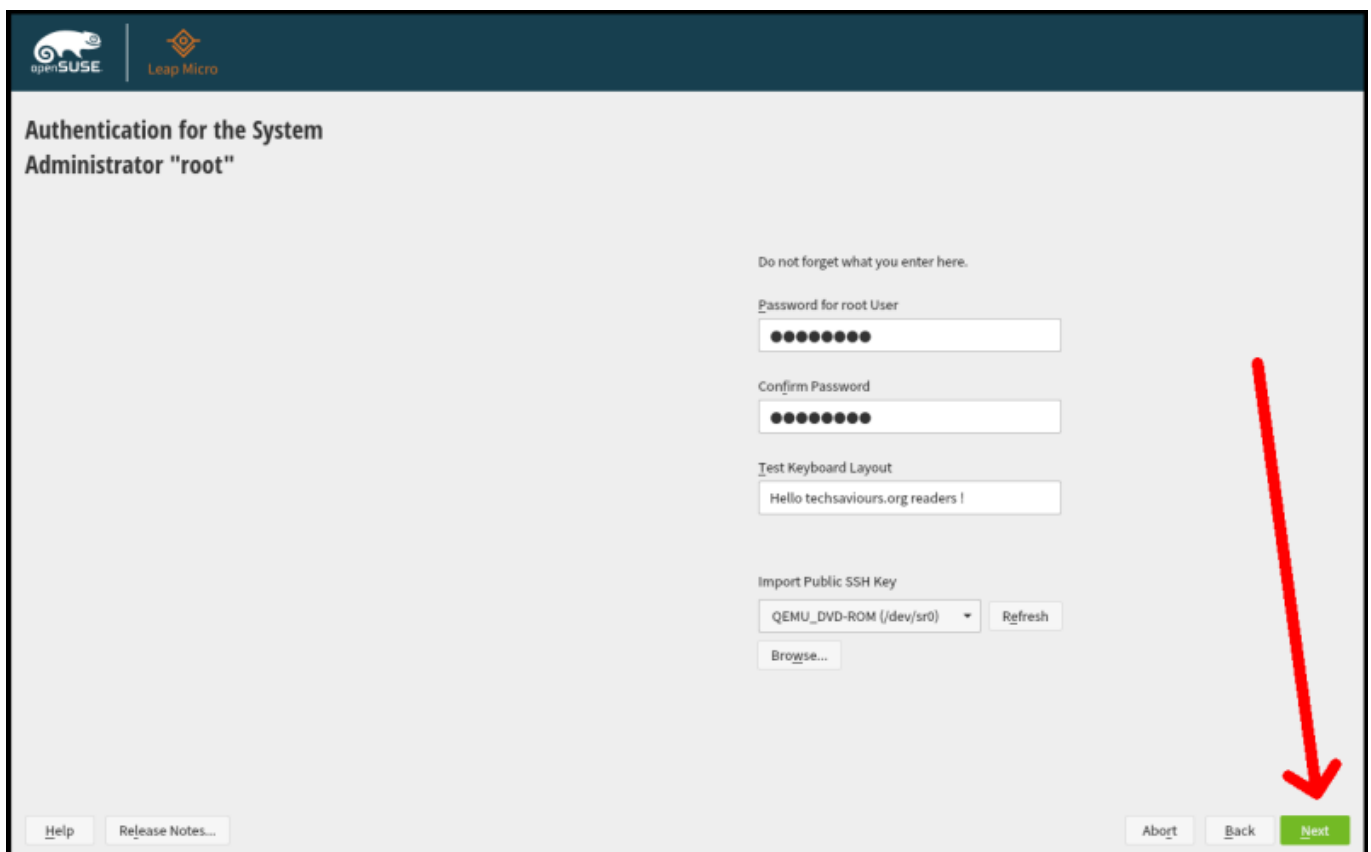 openSUSE
Leap Micro
Authentication for the System
Administrator "root"
Do not forget what you enter here.
Password for root User
●●●●●●●●
Confirm Password
●●●●●●●●
Test Keyboard Layout
Hello techsaviours.org readers !
Import Public SSH Key
QEMU_DVD-ROM (/dev/sr0) Refresh
Browse...
Help Release Notes... Abort Back Next